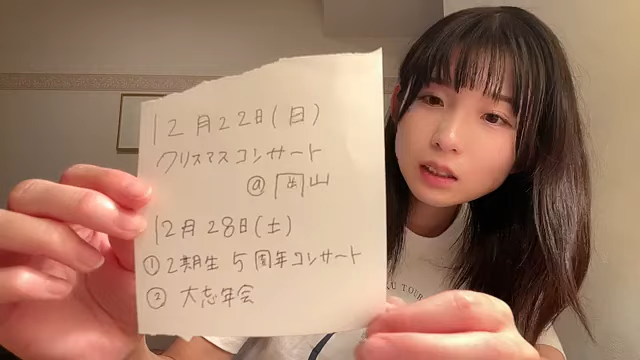 12月22日(日)
クリスマスコンサート
@岡山
12月28日(土)
① 2期生 5周年コンサート
② 大忘年会
U TOUR